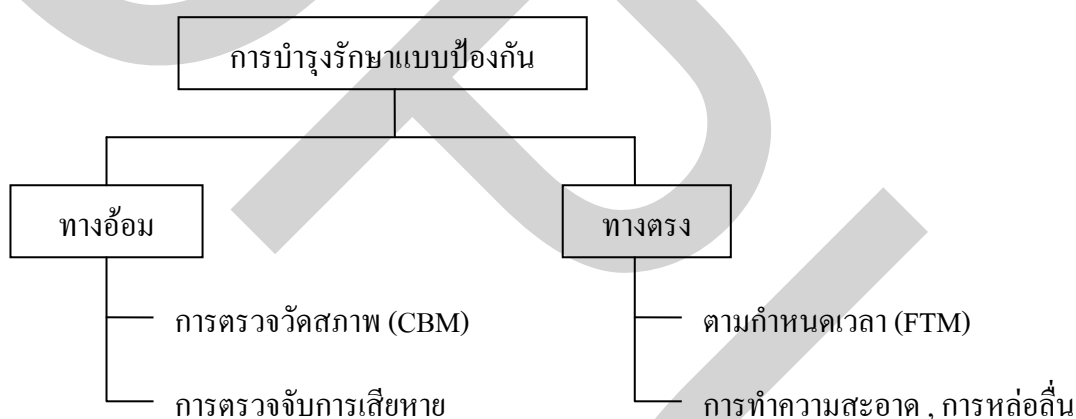 การบำรุงรักษาแบบป้องกัน
ทางอ้อม
ทางตรง
การตรวจวัดสภาพ (CBM)
ตามกำหนดเวลา (FTM)
การตรวจจับการเสียหาย
การทำความสะอาด , การหล่อลื่น